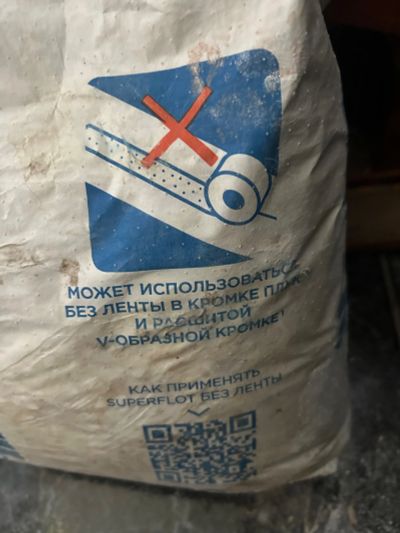 МОЖЕТ ИСПОЛЬЗОВАТЬСЯ
БЕЗ ЛЕНТЫ В КРОМКЕ
И РАСШИТОЙ
V-ОБРАЗНОЙ КРОМКЕ
КАК ПРИМЕНЯТЬ
SUPERFLOT БЕЗ ЛЕНТЫ